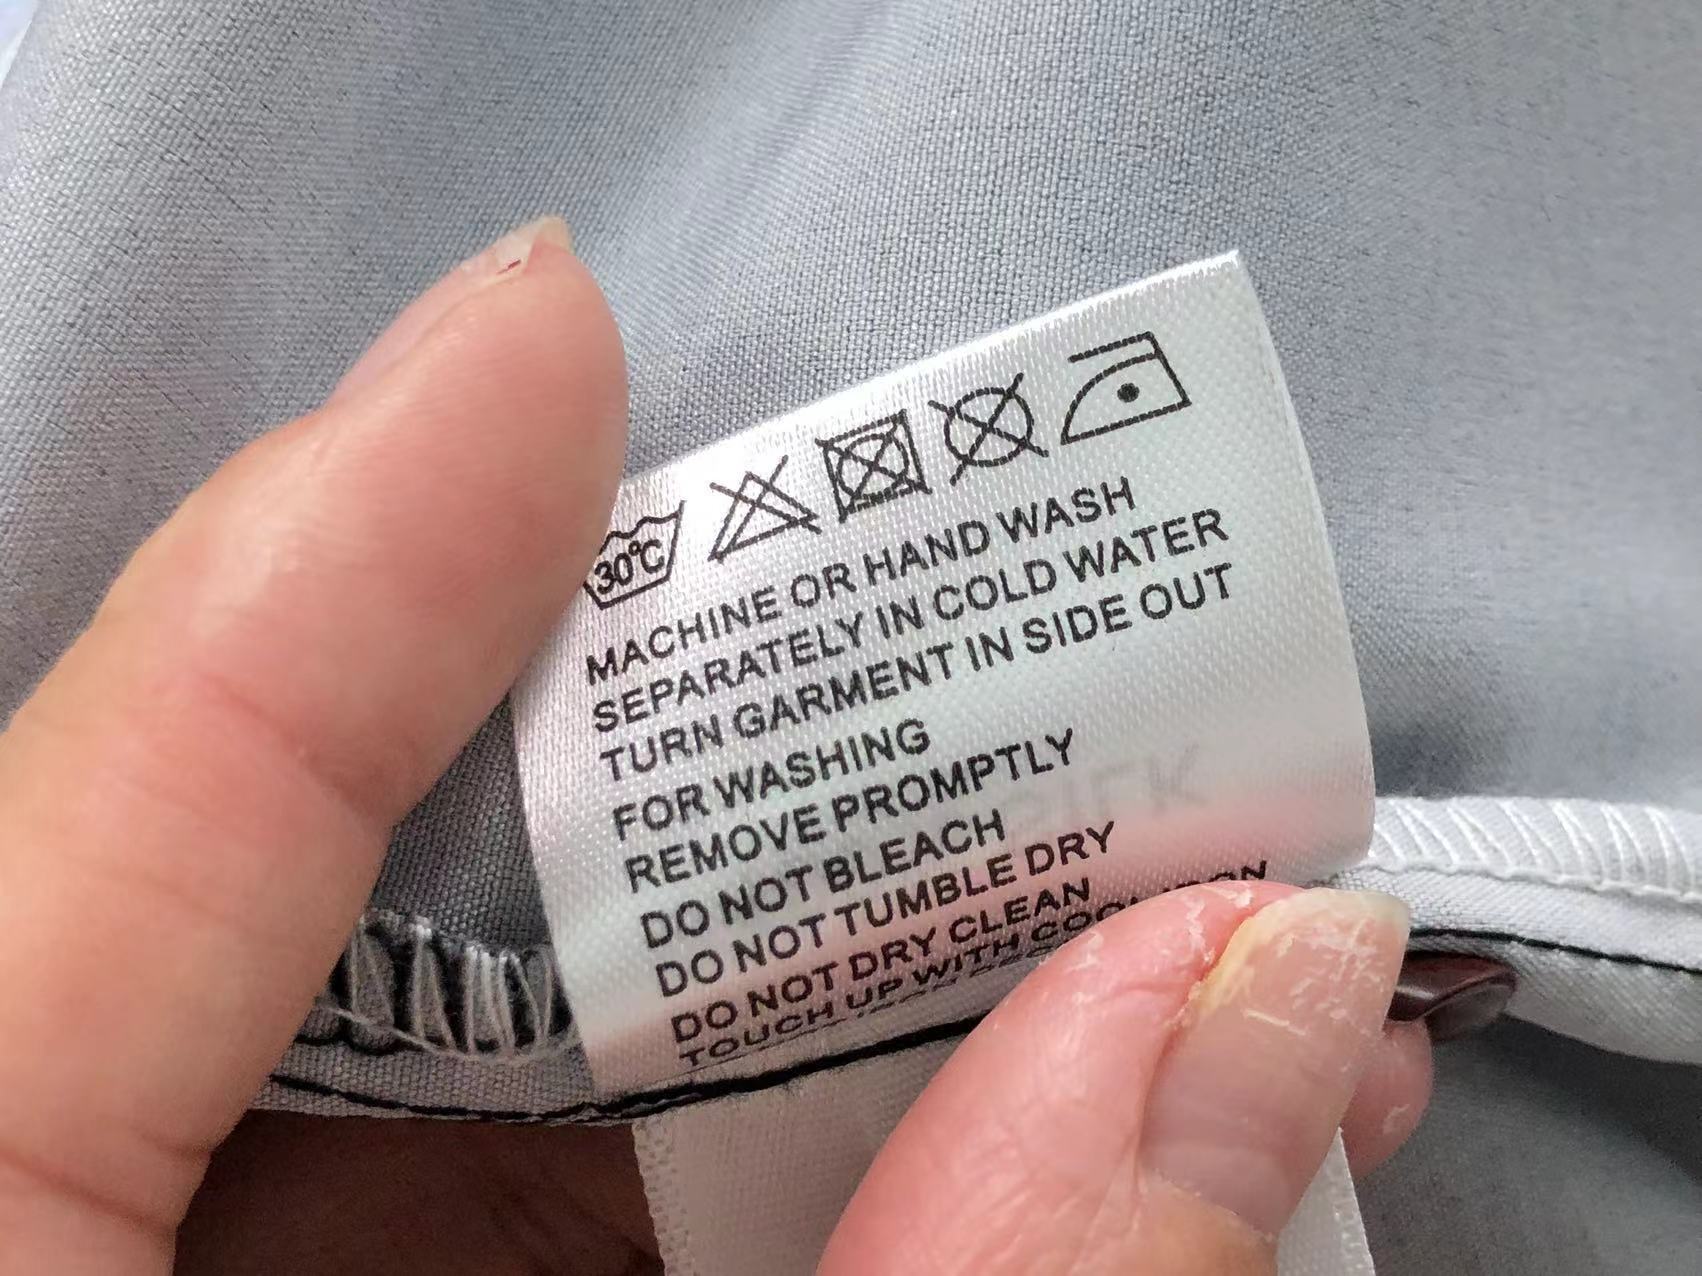 30°C
MACHINE OR HAND WASH
SEPARATELY IN COLD WATER
TURN GARMENT IN SIDE OUT
FOR WASHING
REMOVE PROMPTLY
DO NOT BLEACH
DO NOT TUMBLE DRY
DO NOT DRY CLEAN
TOUCH UP WITH